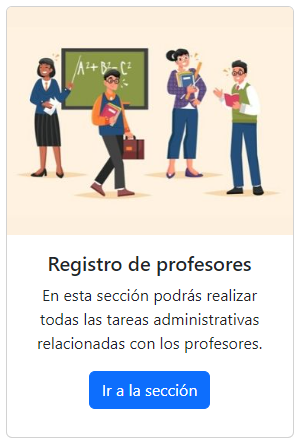 A²+B²=C²
Registro de profesores
En esta sección podrás realizar
todas las tareas administrativas
relacionadas con los profesores.
Ir a la sección